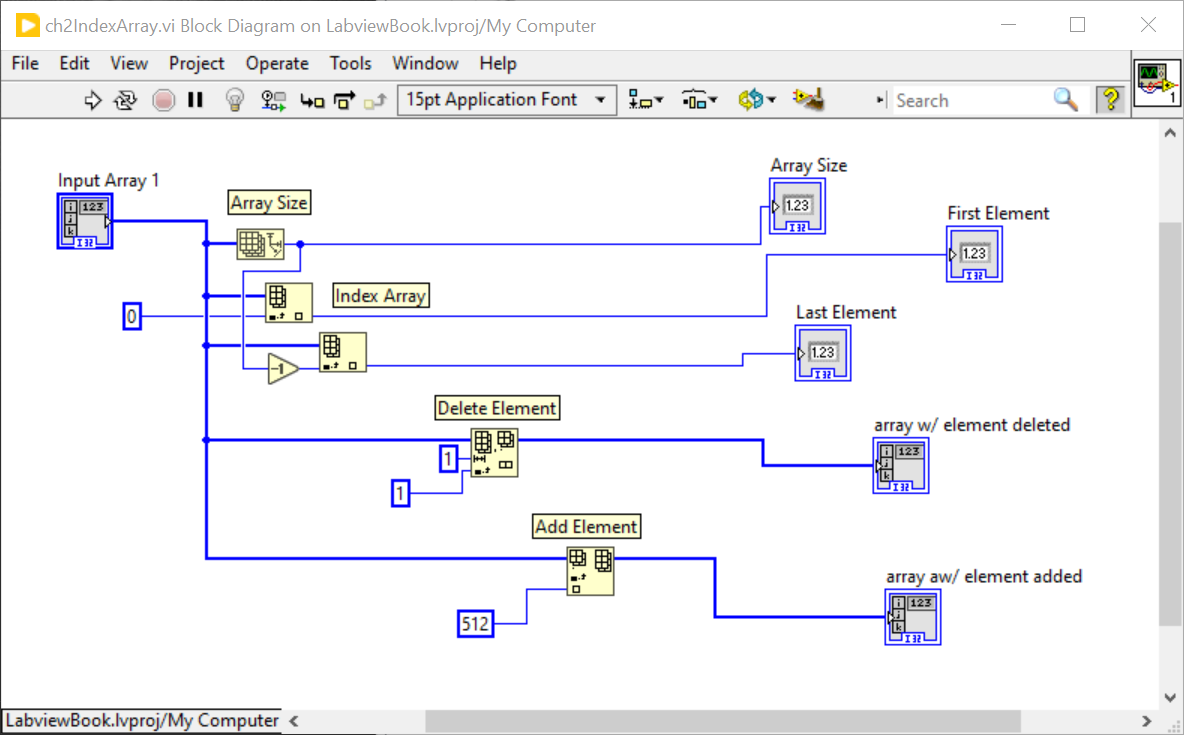 ch2IndexArray.vi Block Diagram on LabviewBook.lvproj/My Computer
File Edit View Project Operate Tools Window Help
15pt Application Font
Search
?
1
Input Array 1
i
j
k
123
I32
Array Size
Array Size
1.23
I32
First Element
1.23
I32
0
Index Array
Last Element
1.23
I32
-1
Delete Element
1
1
array w/ element deleted
i
j
k
123
I32
Add Element
512
array aw/ element added
i
j
k
123
I32
LabviewBook.lvproj/My Computer